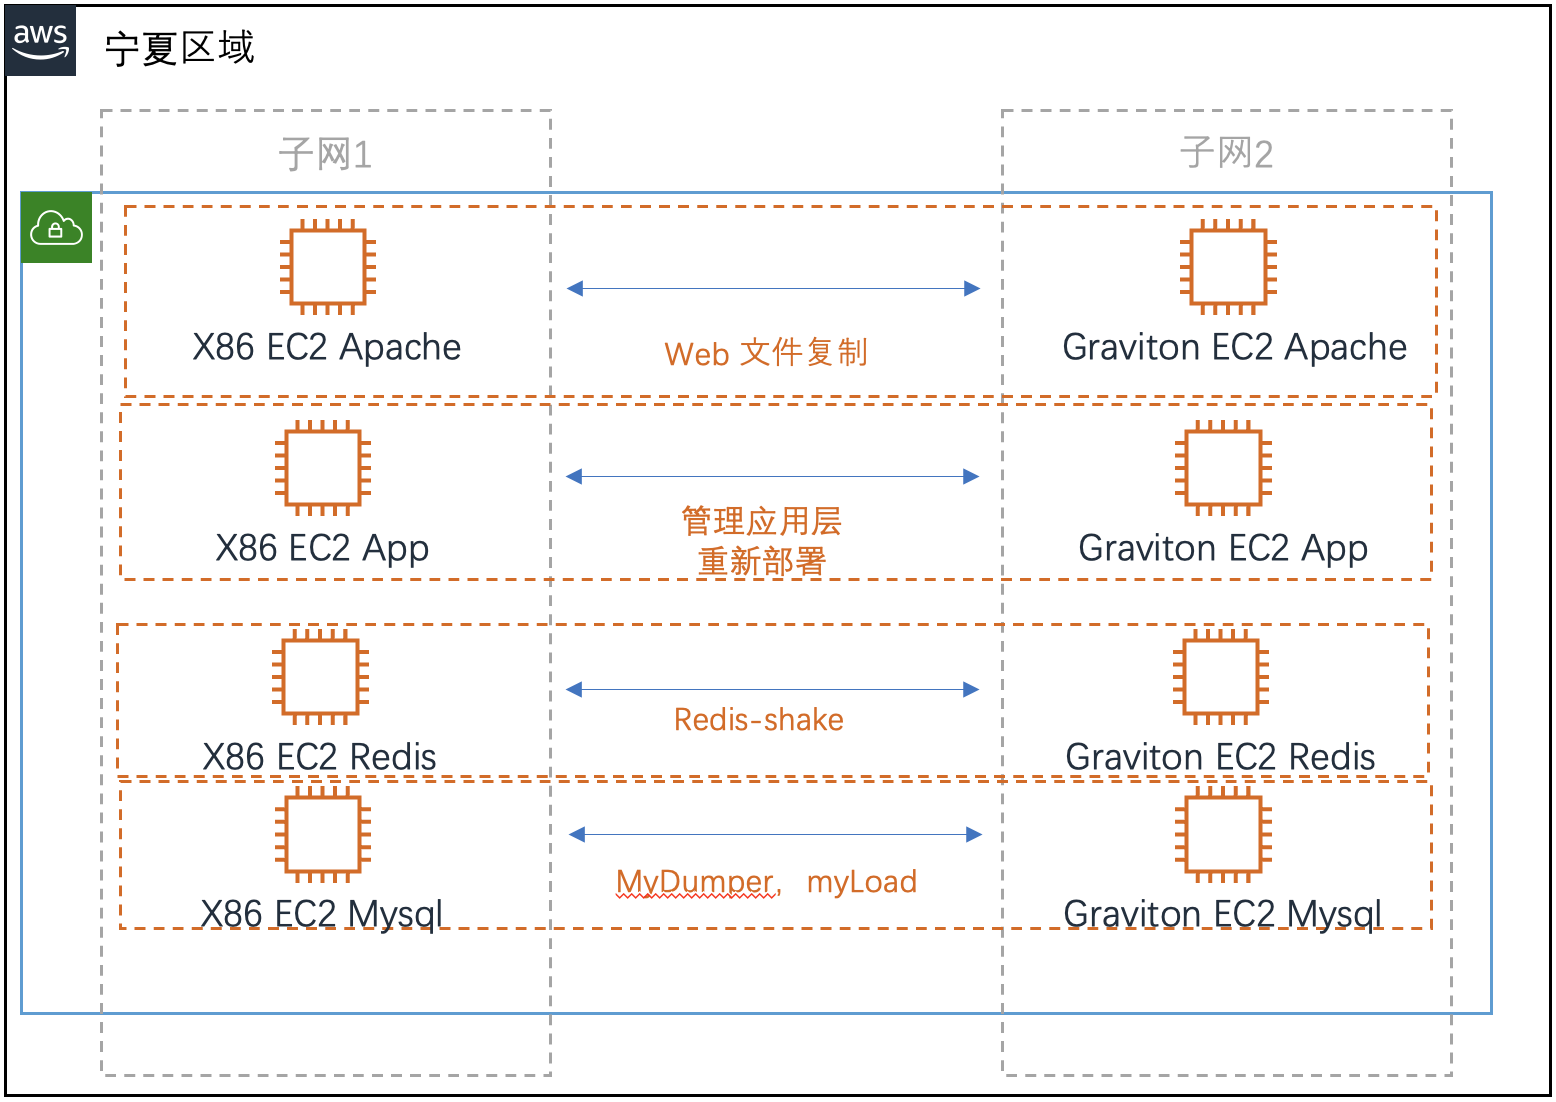 aws
宁夏区域
子网1
子网2
X86 EC2 Apache
Web 文件复制
Graviton EC2 Apache
X86 EC2 App
管理应用层
重新部署
Graviton EC2 App
X86 EC2 Redis
Redis-shake
Graviton EC2 Redis
X86 EC2 Mysql
MyDumper，myLoad
Graviton EC2 Mysql